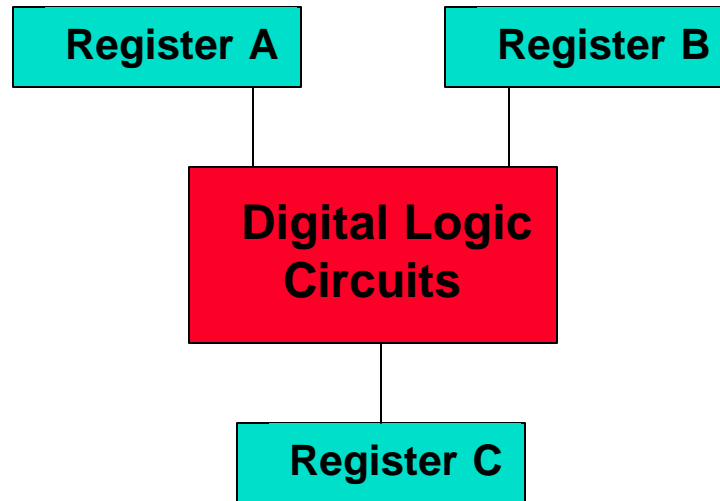 Register A
Register B
Digital Logic
Circuits
Register C